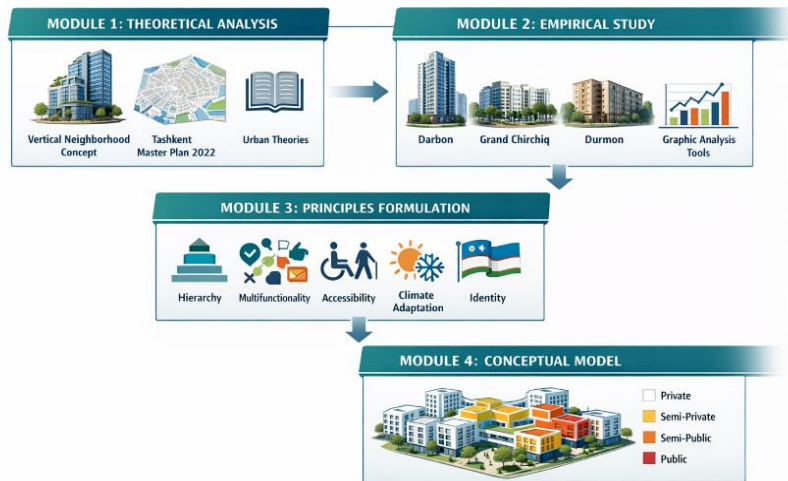 MODULE 1: THEORETICAL ANALYSIS
Vertical Neighborhood
Concept
Tashkent
Master Plan 2022
Urban Theories
MODULE 2: EMPIRICAL STUDY
Darbon
Grand Chirchiq
Durmon
Graphic Analysis
Tools
MODULE 3: PRINCIPLES FORMULATION
Hierarchy
Multifunctionality
Accessibility
Climate
Adaptation
Identity
MODULE 4: CONCEPTUAL MODEL
Private
Semi-Private
Semi-Public
Public